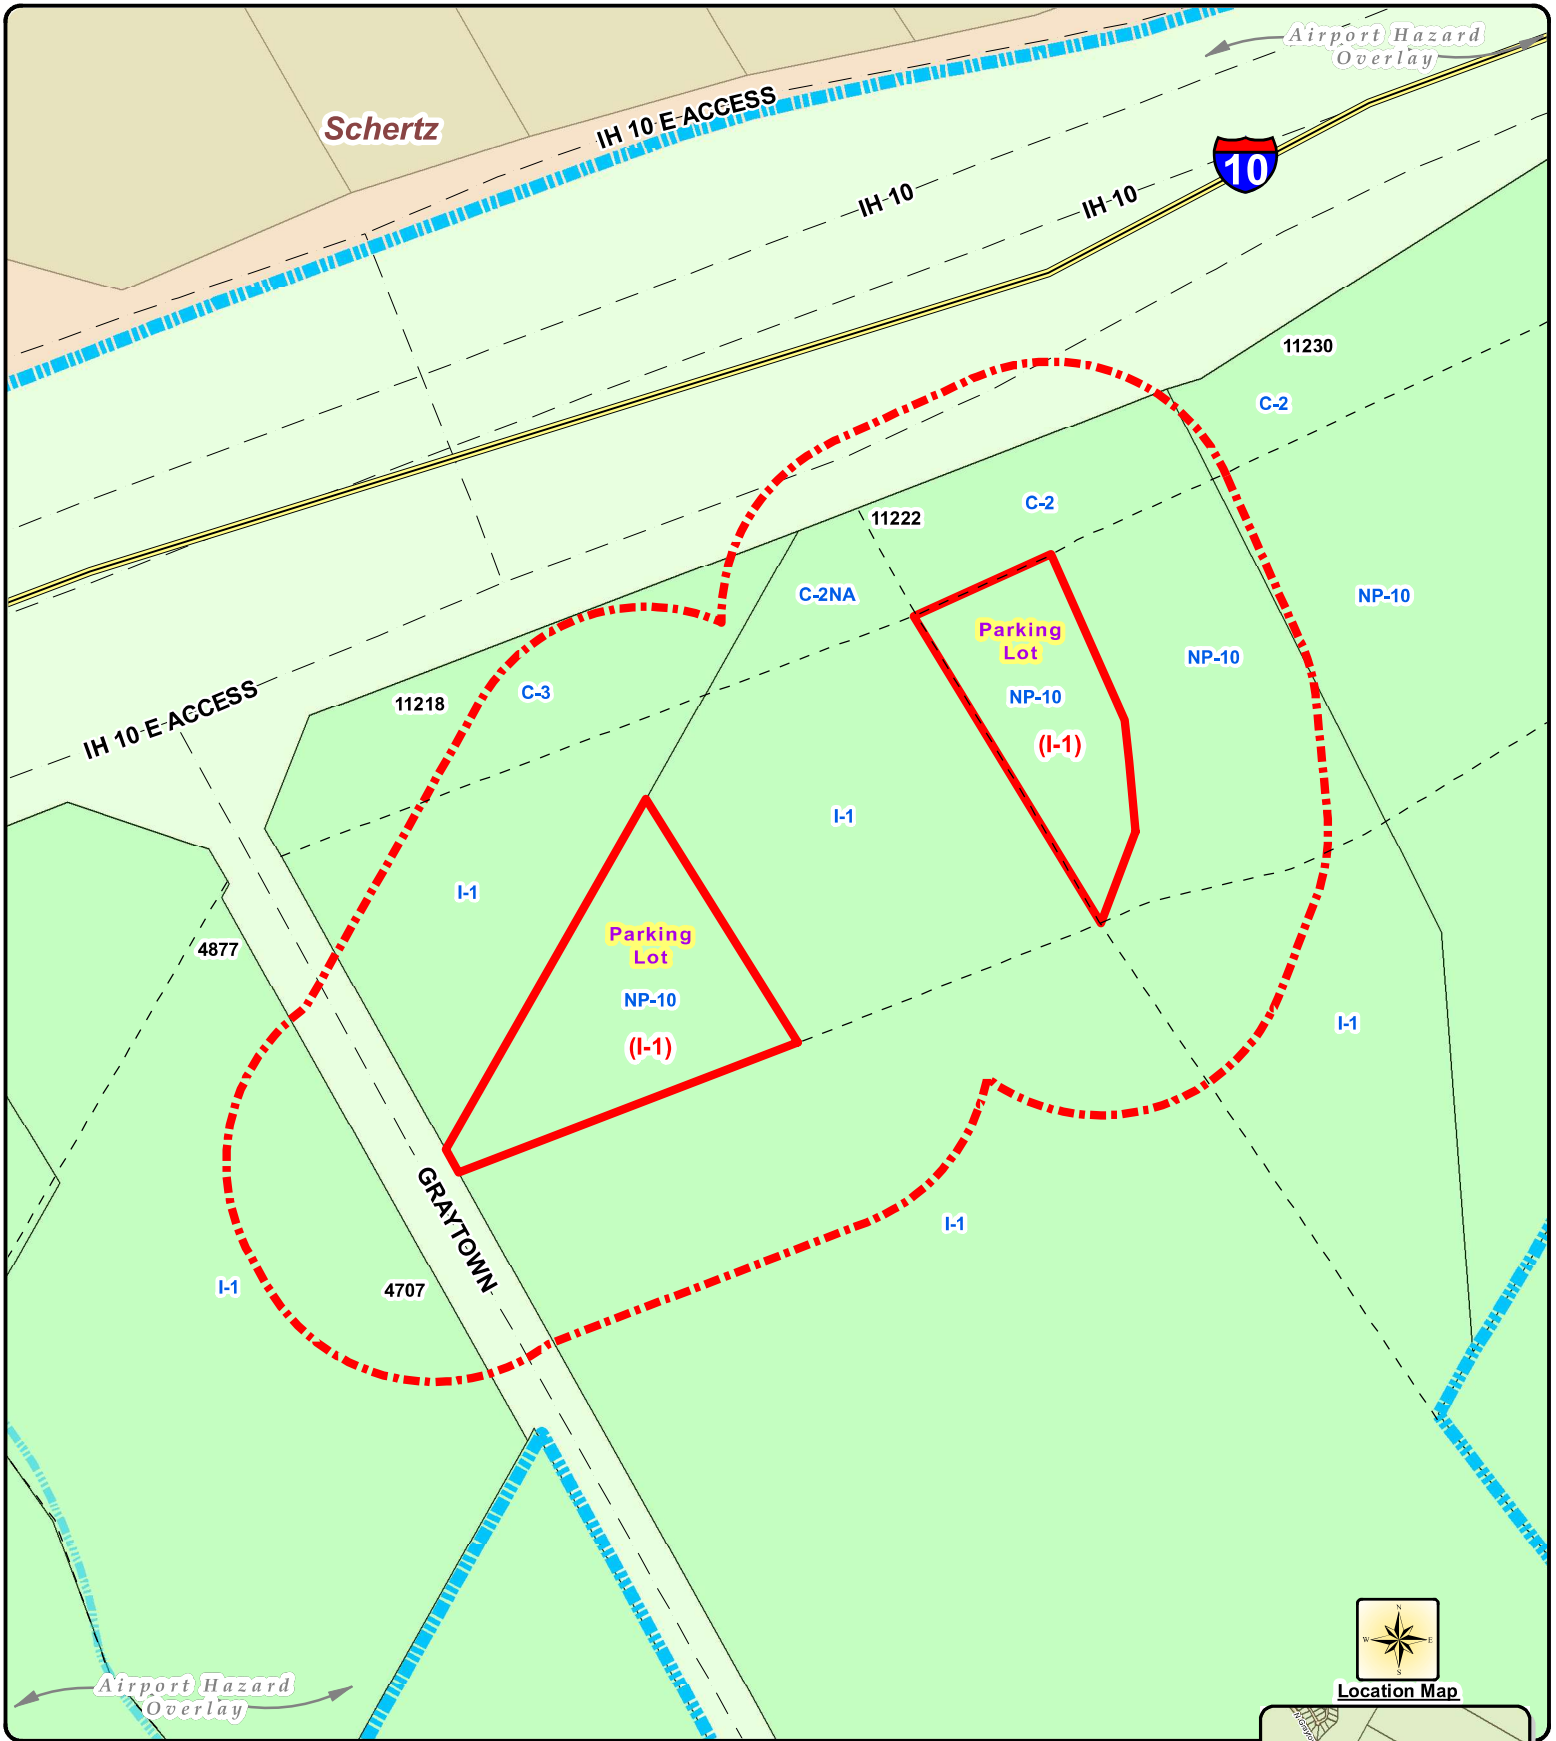 Airport Hazard
Overlay
Schertz
IH 10 E ACCESS
10
IH 10
IH 10
11230
C-2
C-2
11222
C-2NA
NP-10
Parking
Lot
NP-10
NP-10
(I-1)
C-3
11218
IH 10 E ACCESS
I-1
I-1
4877
Parking
Lot
NP-10
(I-1)
I-1
GRAYTOWN
I-1
I-1
4707
N
W
E
S
Airport Hazard
Overlay
Location Map